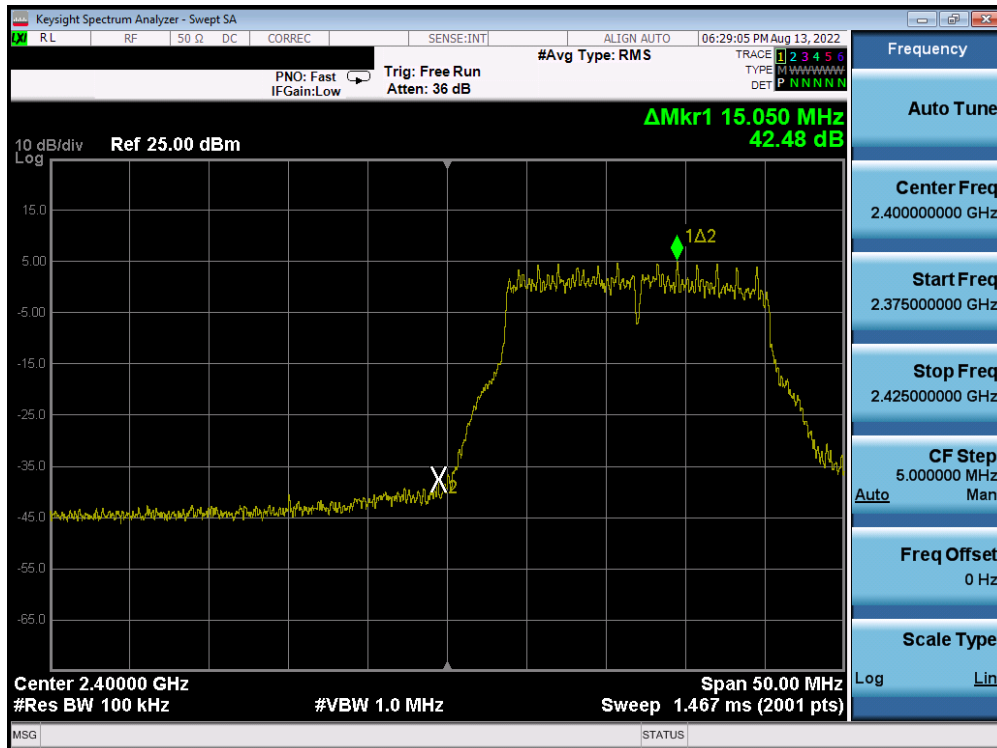 Keysight Spectrum Analyzer - Swept SA
LXI RL RF 50 Ω DC CORREC SENSE:INT ALIGN AUTO 06:29:05 PM Aug 13, 2022
#Avg Type: RMS TRACE 1 2 3 4 5 6
PNO: Fast Trig: Free Run TYPE M WWWWW
IFGain:Low Atten: 36 dB DET P N N N N N
ΔMkr1 15.050 MHz
42.48 dB
10 dB/div Ref 25.00 dBm
Log
15.0
1Δ2
5.00
-5.00
-15.0
-25.0
-35.0
X2
-45.0
-55.0
-65.0
Center 2.40000 GHz Span 50.00 MHz
#Res BW 100 kHz #VBW 1.0 MHz Sweep 1.467 ms (2001 pts)
MSG STATUS
Frequency
Auto Tune
Center Freq
2.400000000 GHz
Start Freq
2.375000000 GHz
Stop Freq
2.425000000 GHz
CF Step
5.000000 MHz
Auto Man
Freq Offset
0 Hz
Scale Type
Log Lin